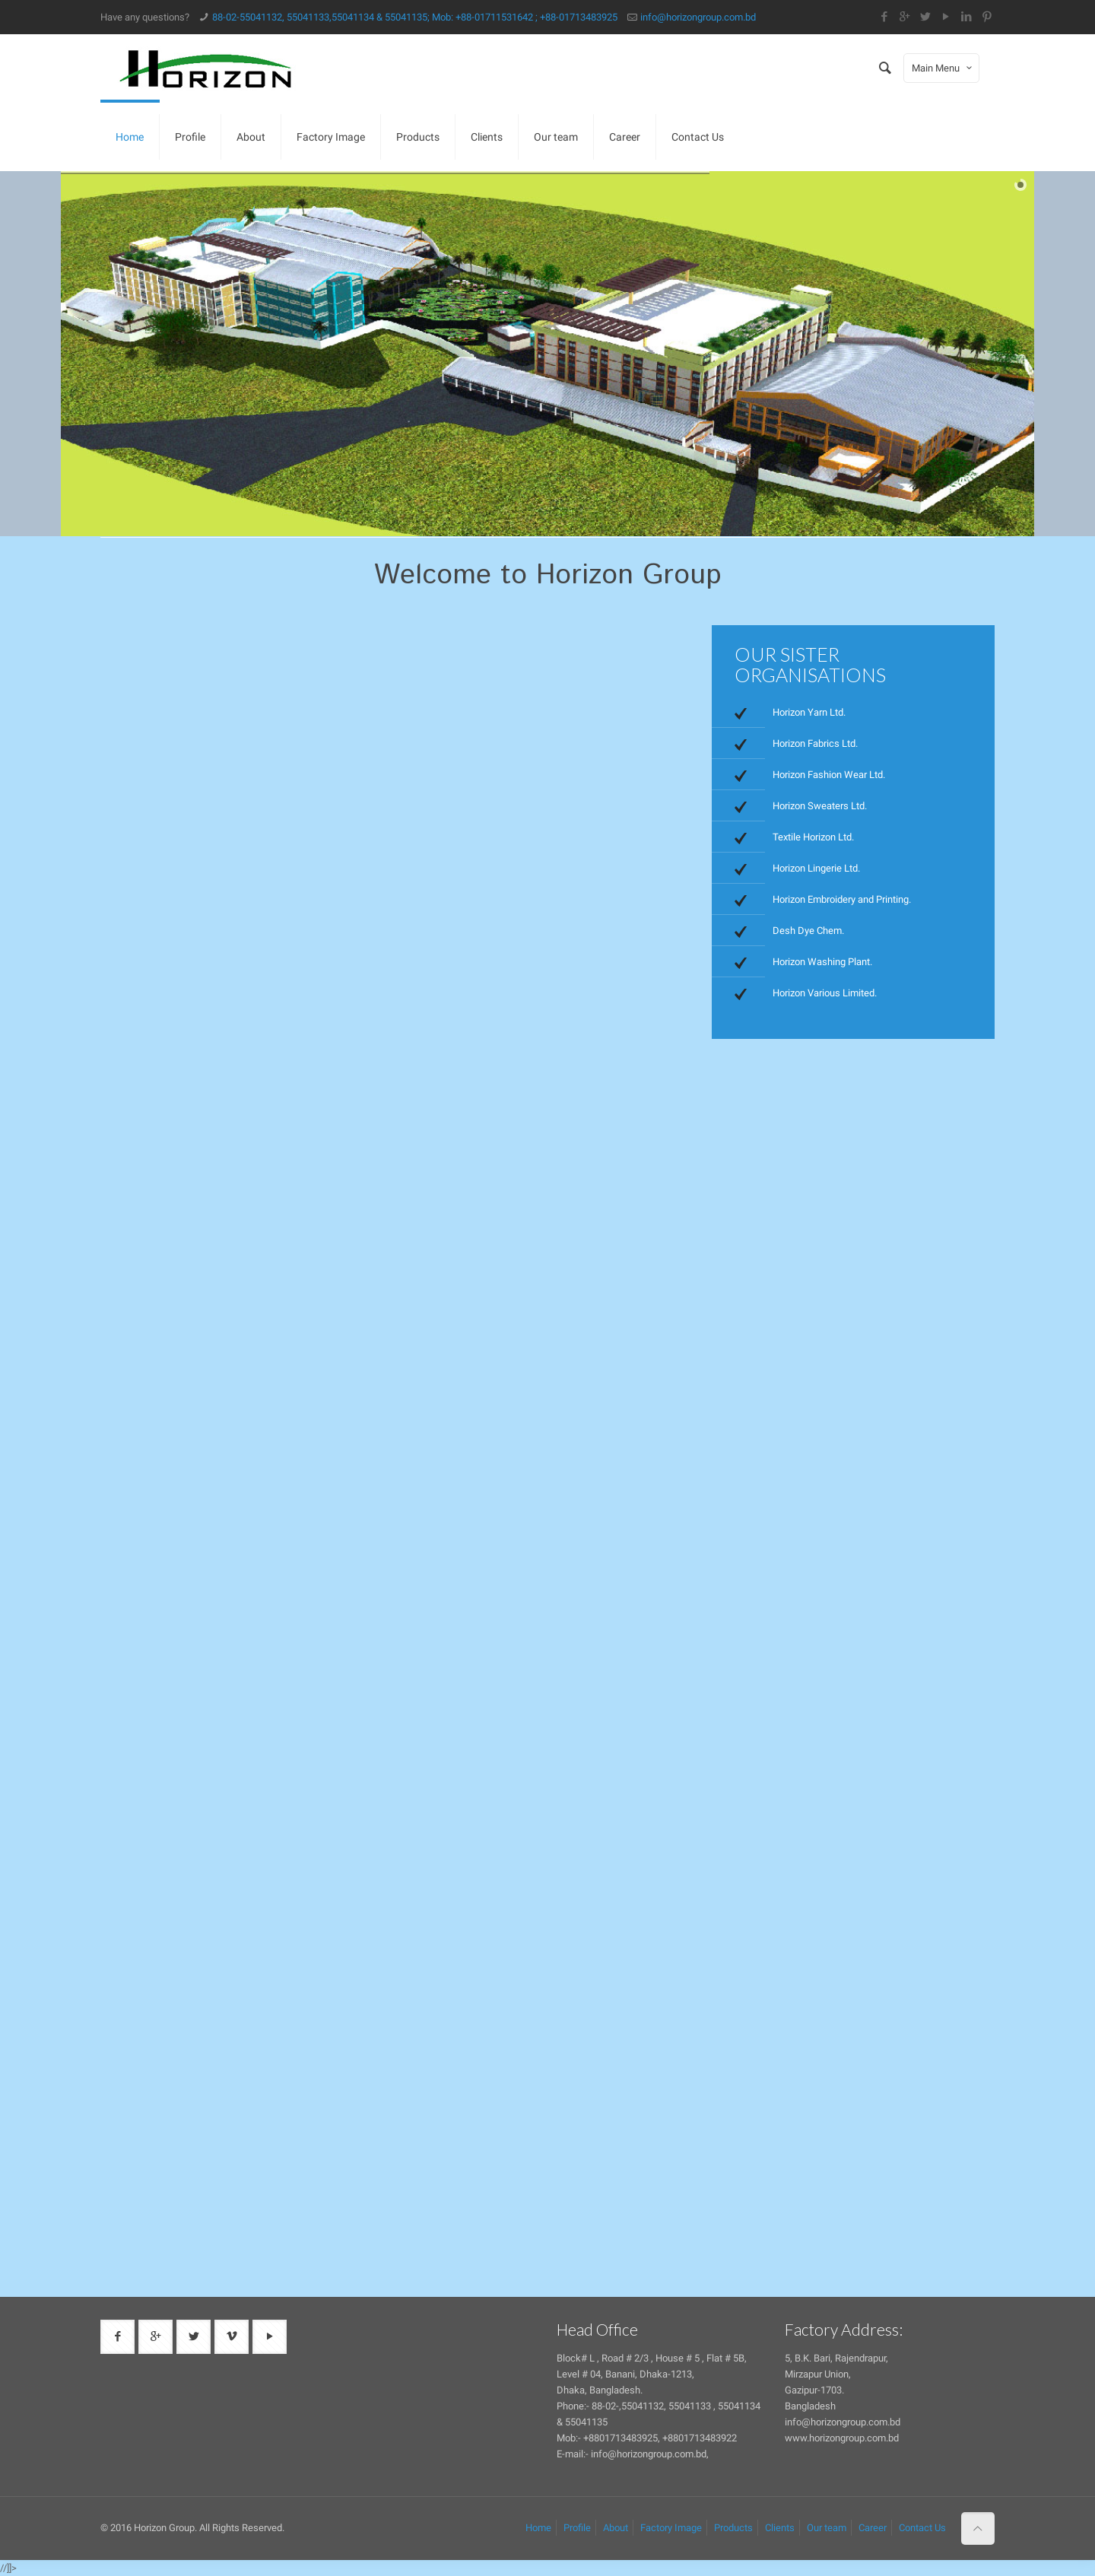 Have any questions? 88-02-55041132, 55041133,55041134 & 55041135; Mob: +88-01711531642 ; +88-01713483925 info@horizongroup.com.bd
HORIZON
Main Menu
Home Profile About Factory Image Products Clients Our team Career Contact Us
Welcome to Horizon Group
OUR SISTER
ORGANISATIONS
Horizon Yarn Ltd.
Horizon Fabrics Ltd.
Horizon Fashion Wear Ltd.
Horizon Sweaters Ltd.
Textile Horizon Ltd.
Horizon Lingerie Ltd.
Horizon Embroidery and Printing.
Desh Dye Chem.
Horizon Washing Plant.
Horizon Various Limited.
Head Office
Block# L , Road # 2/3 , House # 5 , Flat # 5B,
Level # 04, Banani, Dhaka-1213,
Dhaka, Bangladesh.
Phone:- 88-02-,55041132, 55041133 , 55041134
& 55041135
Mob:- +8801713483925, +8801713483922
E-mail:- info@horizongroup.com.bd,
Factory Address:
5, B.K. Bari, Rajendrapur,
Mirzapur Union,
Gazipur-1703.
Bangladesh
info@horizongroup.com.bd
www.horizongroup.com.bd
© 2016 Horizon Group. All Rights Reserved.
Home Profile About Factory Image Products Clients Our team Career Contact Us
//]]>